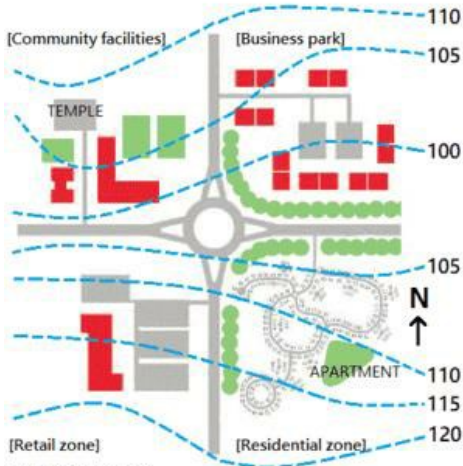 110
[Community facilities]
[Business park]
105
TEMPLE
100
105
N
110
APARTMENT
115
120
[Retail zone]
[Residential zone]